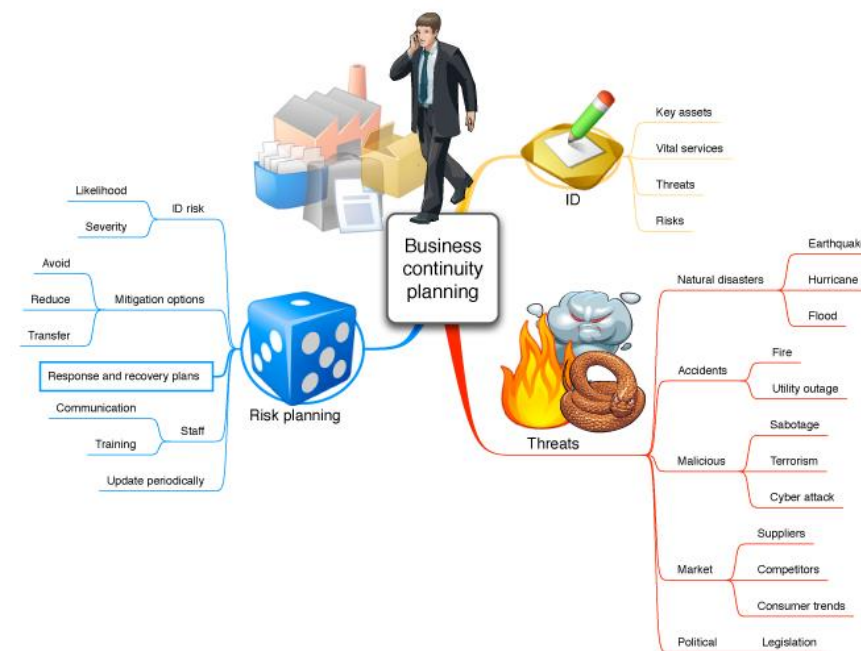 Business
continuity
planning
ID
Key assets
Vital services
Threats
Risks
Threats
Natural disasters
Earthquake
Hurricane
Flood
Accidents
Fire
Utility outage
Malicious
Sabotage
Terrorism
Cyber attack
Market
Suppliers
Competitors
Consumer trends
Political
Legislation
Risk planning
ID risk
Likelihood
Severity
Mitigation options
Avoid
Reduce
Transfer
Response and recovery plans
Staff
Communication
Training
Update periodically